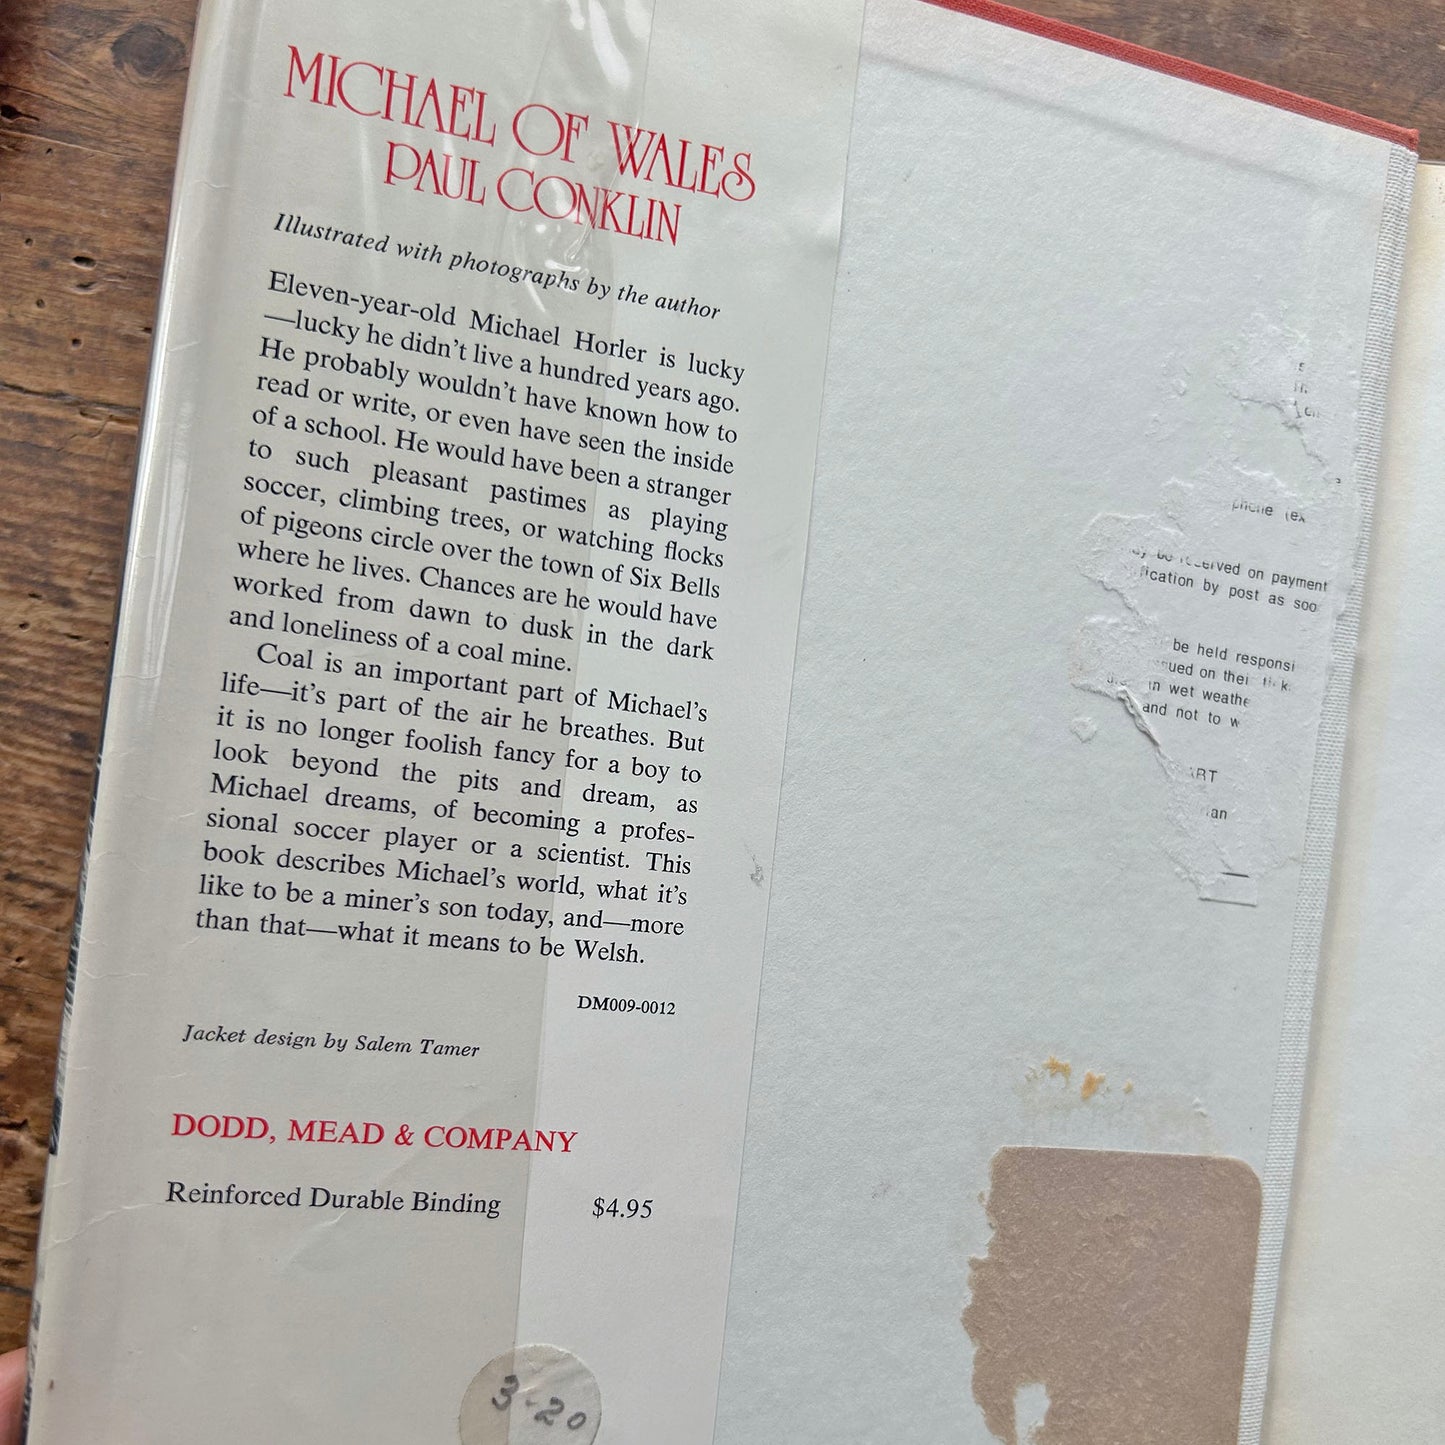 MICHAEL OF WALES
PAUL CONKLIN
Illustrated with photographs by the author
Eleven-year-old Michael Horler is lucky
—lucky he didn't live a hundred years ago.
He probably wouldn't have known how to
read or write, or even have seen the inside
of a school. He would have been a stranger
to such pleasant pastimes as playing
soccer, climbing trees, or watching flocks
of pigeons circle over the town of Six Bells
where he lives. Chances are he would have
worked from dawn to dusk in the dark
and loneliness of a coal mine.
Coal is an important part of Michael's
life—it's part of the air he breathes. But
it is no longer foolish fancy for a boy to
look beyond the pits and dream, as
Michael dreams, of becoming a profes-
sional soccer player or a scientist. This
book describes Michael's world, what it's
like to be a miner's son today, and—more
than that—what it means to be Welsh.
DM009-0012
Jacket design by Salem Tamer
DODD, MEAD & COMPANY
Reinforced Durable Binding $4.95
3-20
on payment
by post as soo
be held responsi
on
in wet weathe
and not to w